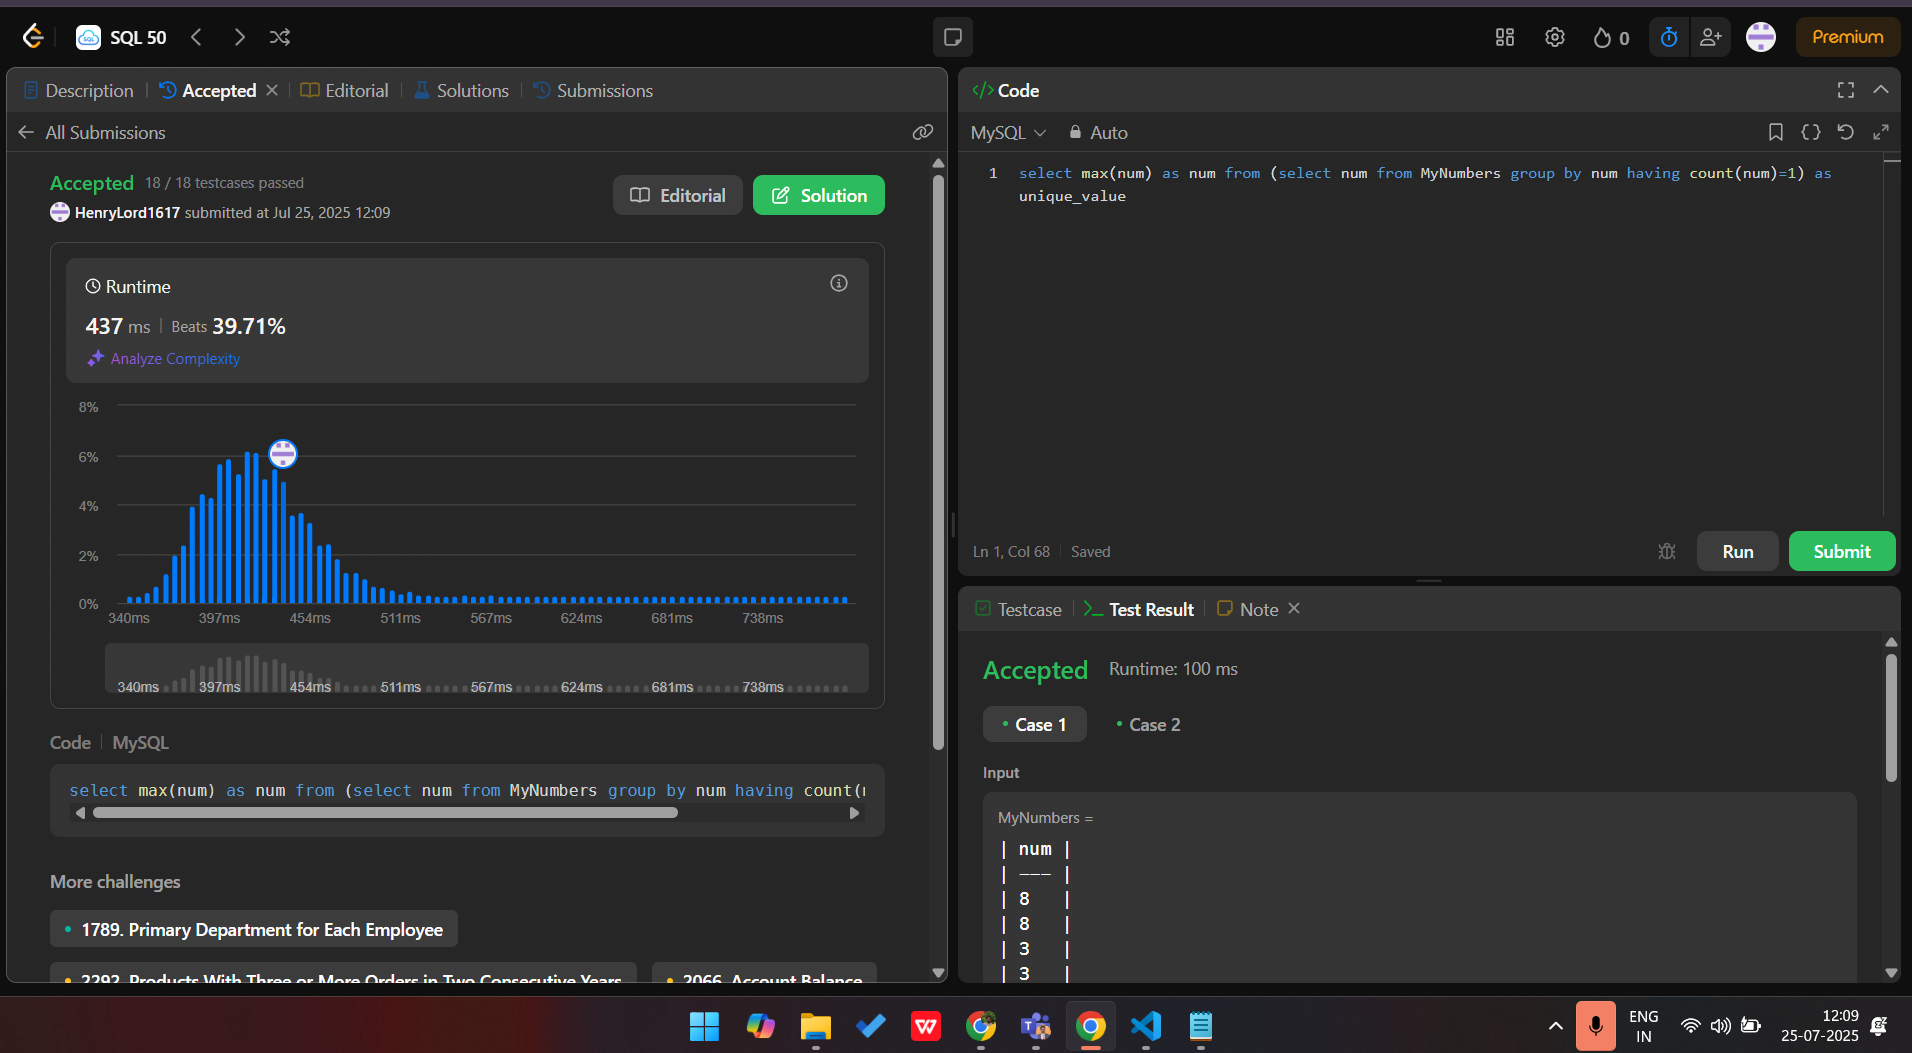 SQL 50
0
Premium
Description
Accepted
Editorial
Solutions
Submissions
All Submissions
Accepted 18 / 18 testcases passed
HenryLord1617 submitted at Jul 25, 2025 12:09
Editorial
Solution
Runtime
437 ms | Beats 39.71%
Analyze Complexity
8%
6%
4%
2%
0%
340ms 397ms 454ms 511ms 567ms 624ms 681ms 738ms
340ms 397ms 454ms 511ms 567ms 624ms 681ms 738ms
Code | MySQL
select max(num) as num from (select num from MyNumbers group by num having count(
More challenges
1789. Primary Department for Each Employee
2292. Products With Three or More Orders in Two Consecutive Years
2066. Account Balance
</> Code
MySQL
Auto
1 select max(num) as num from (select num from MyNumbers group by num having count(num)=1) as
unique_value
Ln 1, Col 68 | Saved
Run
Submit
Testcase
Test Result
Note
Accepted Runtime: 100 ms
Case 1
Case 2
Input
MyNumbers =
| num |
| --- |
| 8 |
| 8 |
| 3 |
| 3 |
ENG
IN
12:09
25-07-2025